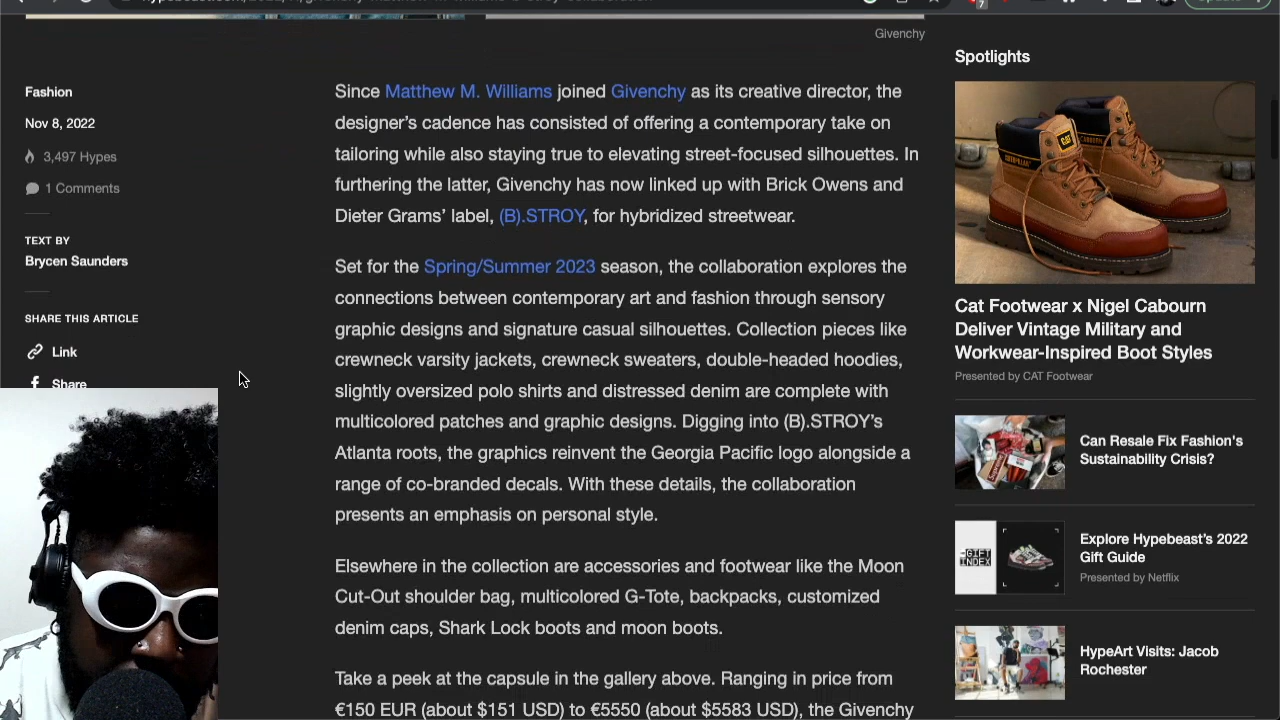 Givenchy
Fashion
Nov 8, 2022
3,497 Hypes
1 Comments
TEXT BY
Brycen Saunders
SHARE THIS ARTICLE
Link
Share
Since Matthew M. Williams joined Givenchy as its creative director, the
designer's cadence has consisted of offering a contemporary take on
tailoring while also staying true to elevating street-focused silhouettes. In
furthering the latter, Givenchy has now linked up with Brick Owens and
Dieter Grams' label, (B).STROY, for hybridized streetwear.
Set for the Spring/Summer 2023 season, the collaboration explores the
connections between contemporary art and fashion through sensory
graphic designs and signature casual silhouettes. Collection pieces like
crewneck varsity jackets, crewneck sweaters, double-headed hoodies,
slightly oversized polo shirts and distressed denim are complete with
multicolored patches and graphic designs. Digging into (B).STROY's
Atlanta roots, the graphics reinvent the Georgia Pacific logo alongside a
range of co-branded decals. With these details, the collaboration
presents an emphasis on personal style.
Elsewhere in the collection are accessories and footwear like the Moon
Cut-Out shoulder bag, multicolored G-Tote, backpacks, customized
denim caps, Shark Lock boots and moon boots.
Take a peek at the capsule in the gallery above. Ranging in price from
€150 EUR (about $151 USD) to €5550 (about $5583 USD), the Givenchy
Spotlights
CAT
CAT
Cat Footwear x Nigel Cabourn
Deliver Vintage Military and
Workwear-Inspired Boot Styles
Presented by CAT Footwear
Can Resale Fix Fashion's
Sustainability Crisis?
GIFT
INDEX
Explore Hypebeast's 2022
Gift Guide
Presented by Netflix
HypeArt Visits: Jacob
Rochester